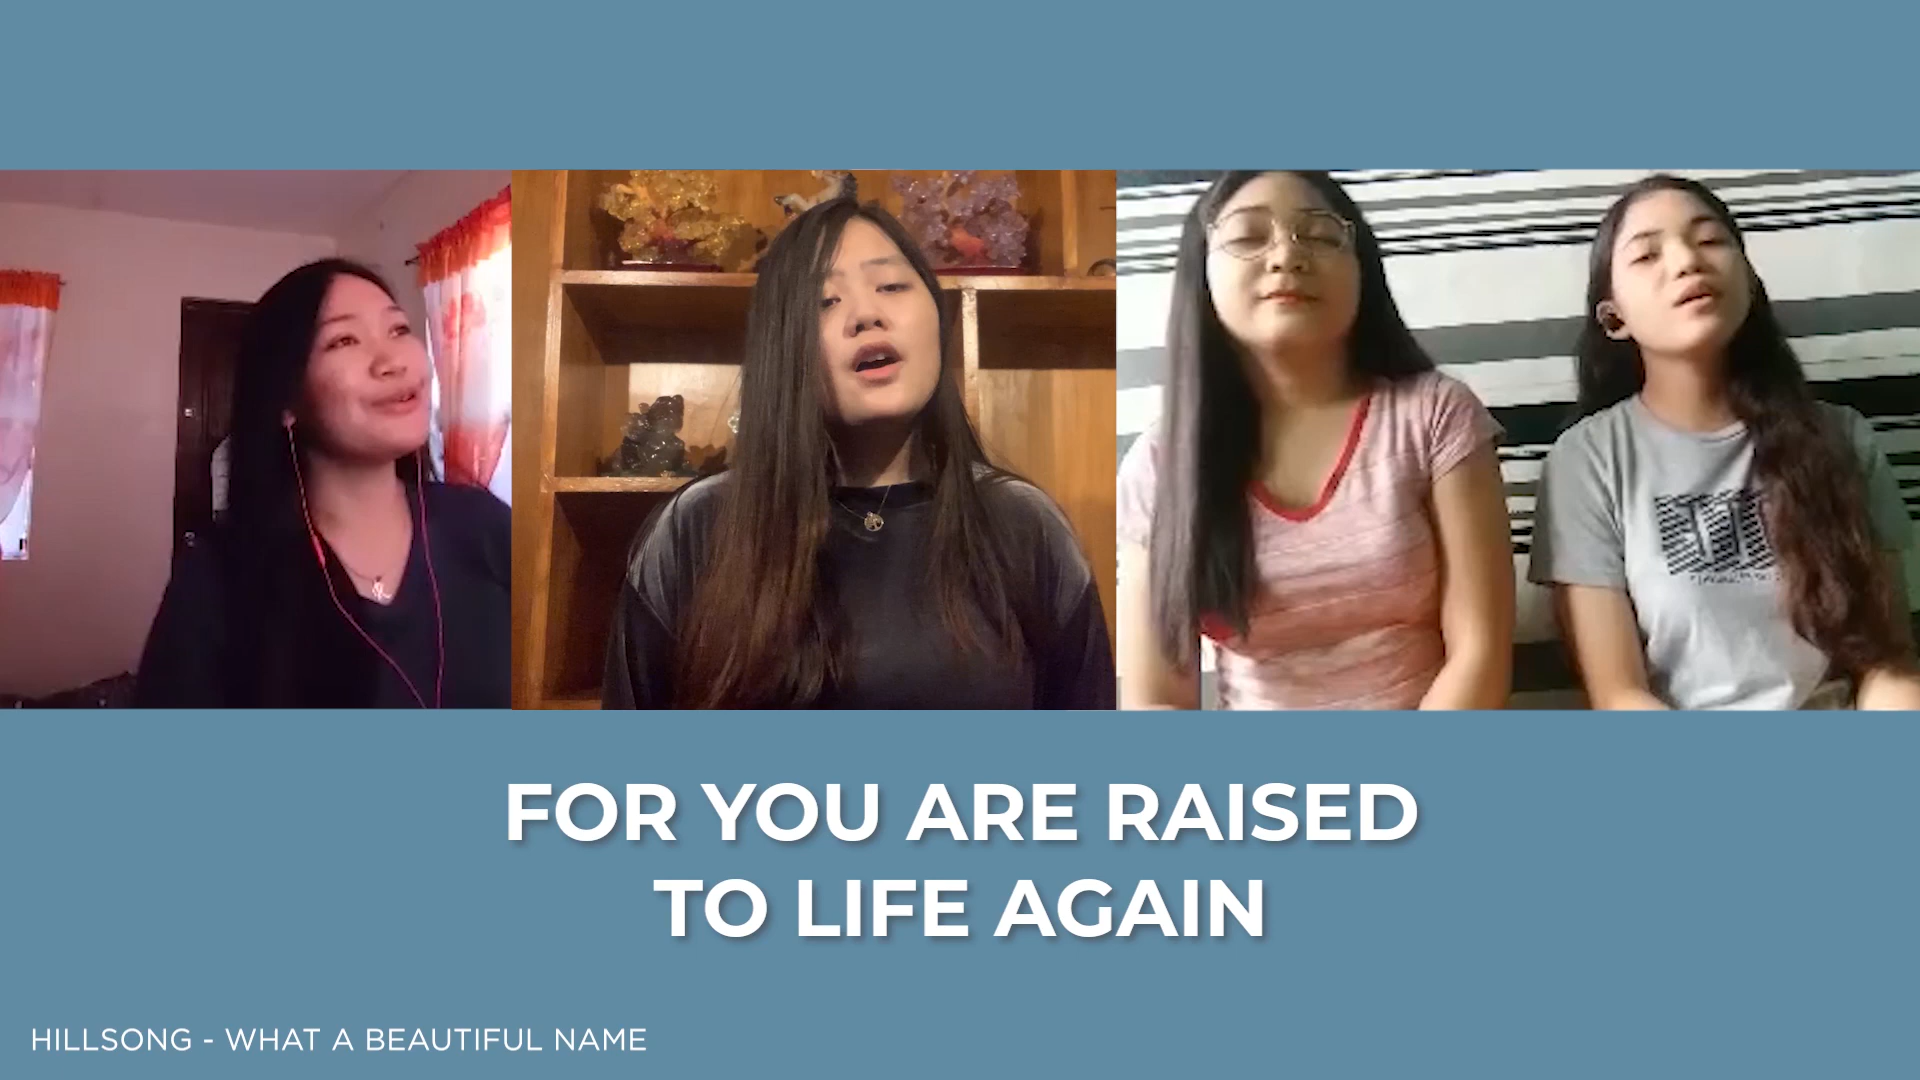 FOR YOU ARE RAISED
TO LIFE AGAIN
HILLSONG - WHAT A BEAUTIFUL NAME